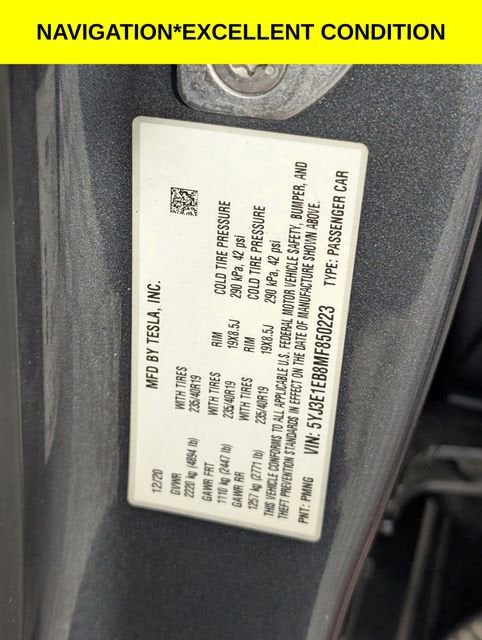 NAVIGATION*EXCELLENT CONDITION
MFD BY TESLA, INC.
12/20
GVWR WITH TIRES RIM COLD TIRE PRESSURE
2220 kg (4894 lb) 235/40R19 19X8.5J 290 kPa, 42 psi
GAWR FRT WITH TIRES RIM COLD TIRE PRESSURE
1110 kg (2447 lb) 235/40R19 19X8.5J 290 kPa, 42 psi
GAWR RR
1257 kg (2771 lb) 235/40R19
THIS VEHICLE CONFORMS TO ALL APPLICABLE U.S. FEDERAL MOTOR VEHICLE SAFETY, BUMPER, AND
THEFT PREVENTION STANDARDS IN EFFECT ON THE DATE OF MANUFACTURE SHOWN ABOVE.
VIN: 5YJ3E1EB8MF850223 TYPE: PASSENGER CAR
PNT: PMNG